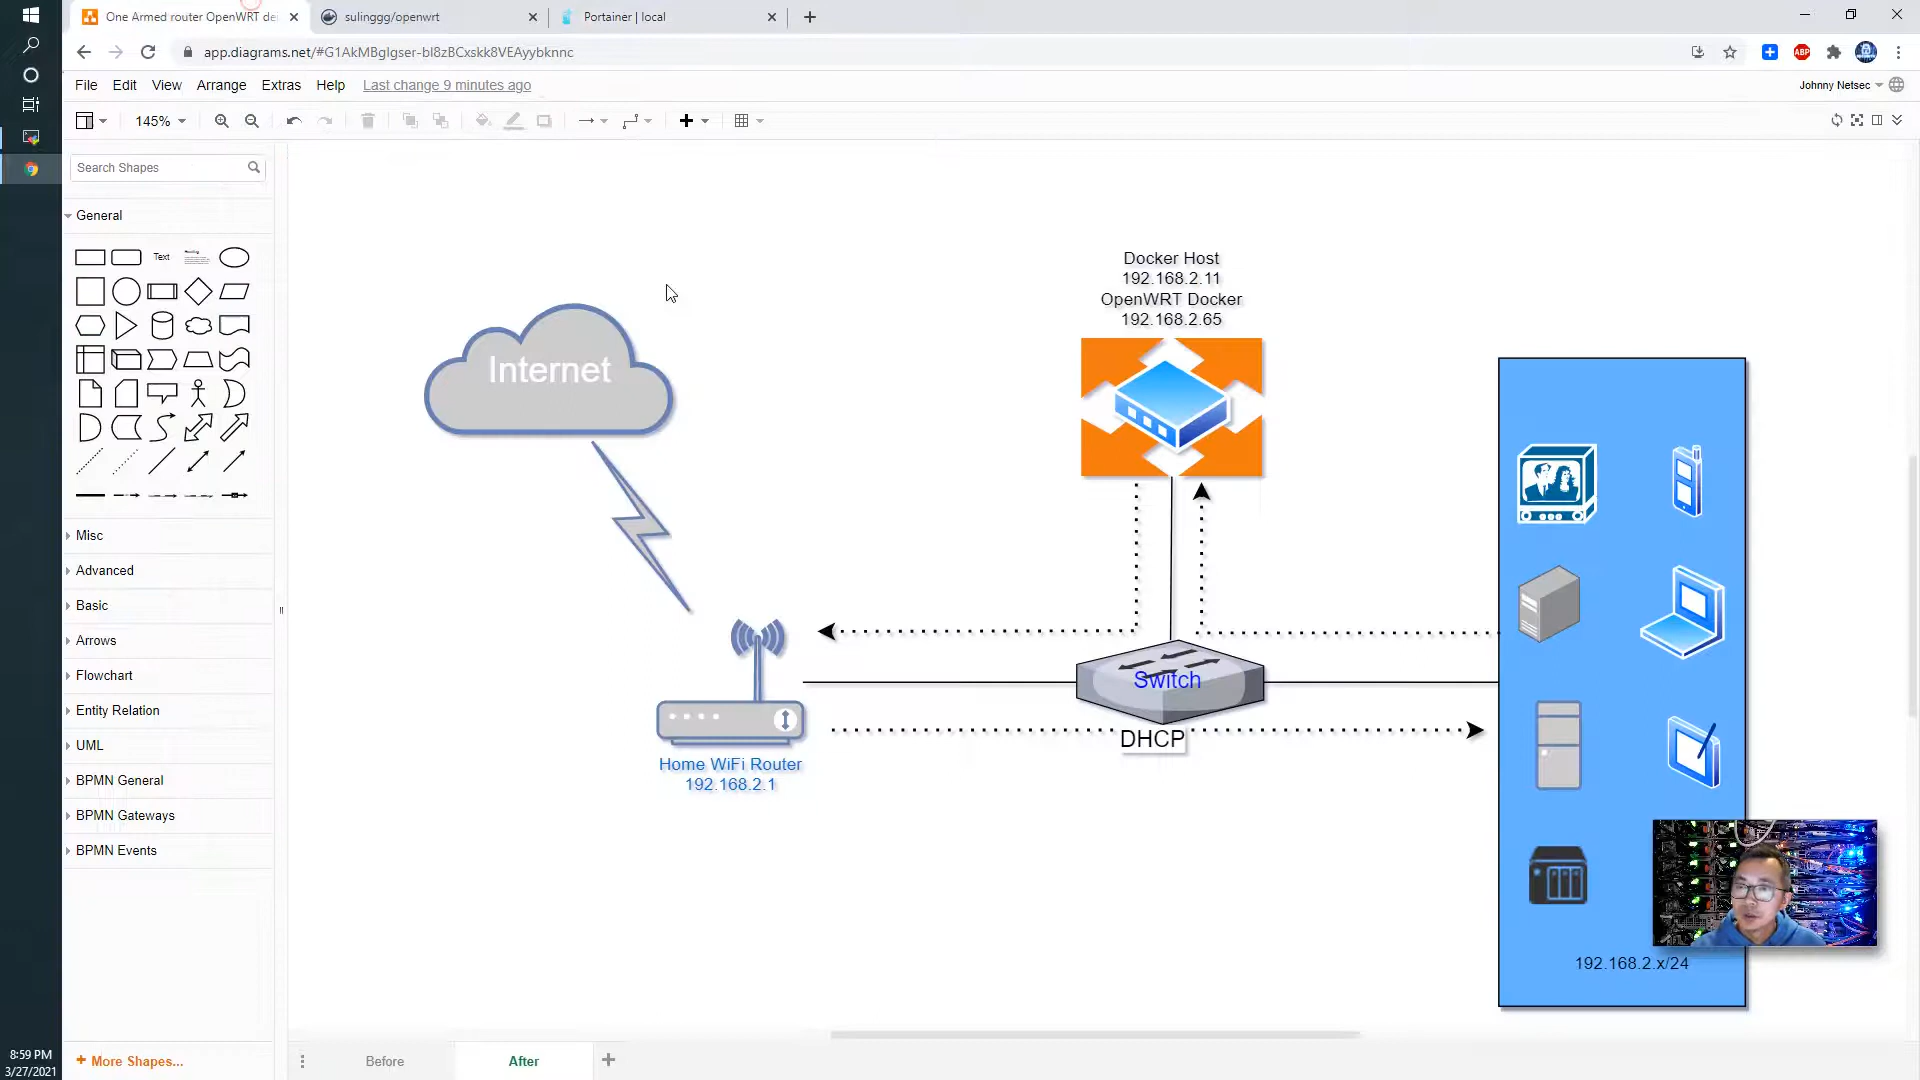 One Armed router OpenWRT de
sulinggg/openwrt
Portainer | local
app.diagrams.net/#G1AkMBgIgser-bl8zBCxskk8VEAyybknnc
ABP
File
Edit
View
Arrange
Extras
Help
Last change 9 minutes ago
Johnny Netsec
145%
Search Shapes
General
Text
Misc
Advanced
Basic
Arrows
Flowchart
Entity Relation
UML
BPMN General
BPMN Gateways
BPMN Events
More Shapes...
Internet
Docker Host
192.168.2.11
OpenWRT Docker
192.168.2.65
Switch
DHCP
Home WiFi Router
192.168.2.1
192.168.2.x/24
Before
After
8:59 PM
3/27/2021